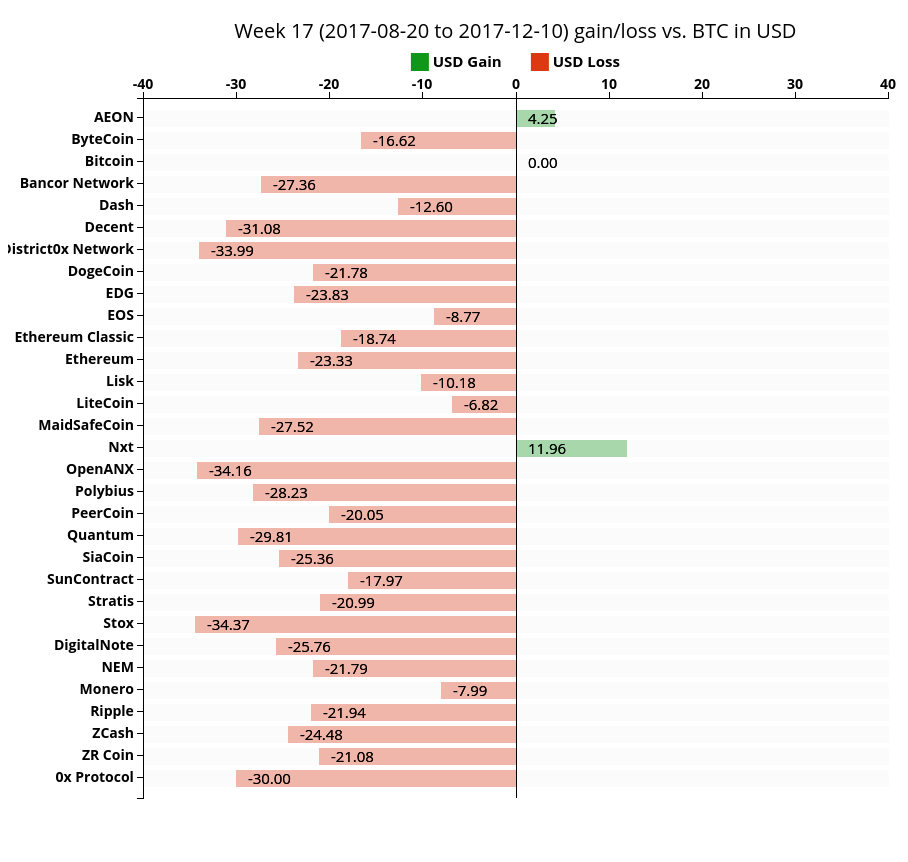 Week 17 (2017-08-20 to 2017-12-10) gain/loss vs. BTC in USD
USD Gain USD Loss
-40 -30 -20 -10 0 10 20 30 40
AEON 4.25
ByteCoin -16.62
Bitcoin 0.00
Bancor Network -27.36
Dash -12.60
Decent -31.08
istrict0x Network -33.99
DogeCoin -21.78
EDG -23.83
EOS -8.77
Ethereum Classic -18.74
Ethereum -23.33
Lisk -10.18
LiteCoin -6.82
MaidSafeCoin -27.52
Nxt 11.96
OpenANX -34.16
Polybius -28.23
PeerCoin -20.05
Quantum -29.81
SiaCoin -25.36
SunContract -17.97
Stratis -20.99
Stox -34.37
DigitalNote -25.76
NEM -21.79
Monero -7.99
Ripple -21.94
ZCash -24.48
ZR Coin -21.08
0x Protocol -30.00